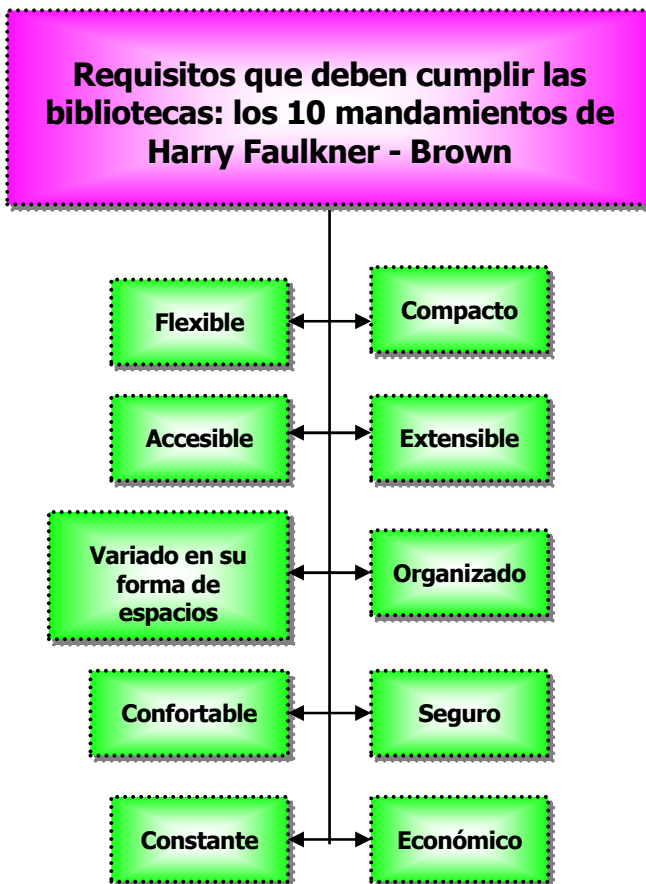 Requisitos que deben cumplir las
bibliotecas: los 10 mandamientos de
Harry Faulkner - Brown
Flexible
Compacto
Accesible
Extensible
Variado en su
forma de
espacios
Organizado
Confortable
Seguro
Constante
Económico